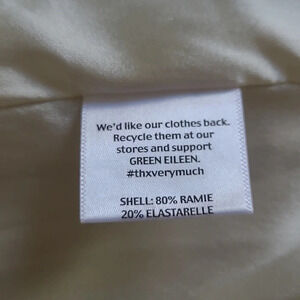 We'd like our clothes back.
Recycle them at our
stores and support
GREEN EILEEN.
#thxverymuch
SHELL: 80% RAMIE
20% ELASTARELLE